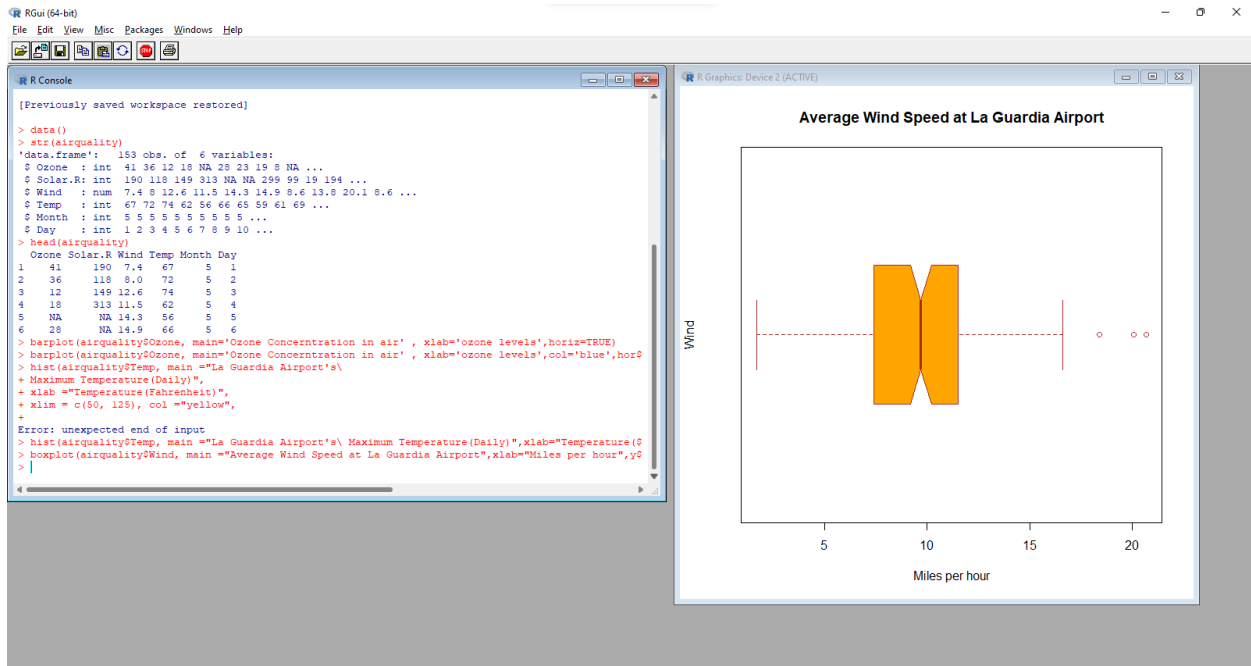 RGui (64-bit)
File Edit View Misc Packages Windows Help
STOP
R Console
[Previously saved workspace restored]
> data()
> str(airquality)
'data.frame':   153 obs. of  6 variables:
 $ Ozone  : int  41 36 12 18 NA 28 23 19 8 NA ...
 $ Solar.R: int  190 118 149 313 NA NA 299 99 19 194 ...
 $ Wind   : num  7.4 8 12.6 11.5 14.3 14.9 8.6 13.8 20.1 8.6 ...
 $ Temp   : int  67 72 74 62 56 66 65 59 61 69 ...
 $ Month  : int  5 5 5 5 5 5 5 5 5 5 ...
 $ Day    : int  1 2 3 4 5 6 7 8 9 10 ...
> head(airquality)
  Ozone Solar.R Wind Temp Month Day
1    41     190  7.4   67     5   1
2    36     118  8.0   72     5   2
3    12     149 12.6   74     5   3
4    18     313 11.5   62     5   4
5    NA      NA 14.3   56     5   5
6    28      NA 14.9   66     5   6
> barplot(airquality$Ozone, main='Ozone Concerntration in air' , xlab='ozone levels',horiz=TRUE)
> barplot(airquality$Ozone, main='Ozone Concerntration in air' , xlab='ozone levels',col='blue',hor$
> hist(airquality$Temp, main ="La Guardia Airport's\
+ Maximum Temperature(Daily)",
+ xlab ="Temperature(Fahrenheit)",
+ xlim = c(50, 125), col ="yellow",
+
Error: unexpected end of input
> hist(airquality$Temp, main ="La Guardia Airport's\ Maximum Temperature(Daily)",xlab="Temperature($
> boxplot(airquality$Wind, main ="Average Wind Speed at La Guardia Airport",xlab="Miles per hour",y$
>
R Graphics: Device 2 (ACTIVE)
Average Wind Speed at La Guardia Airport
Wind
5 10 15 20
Miles per hour